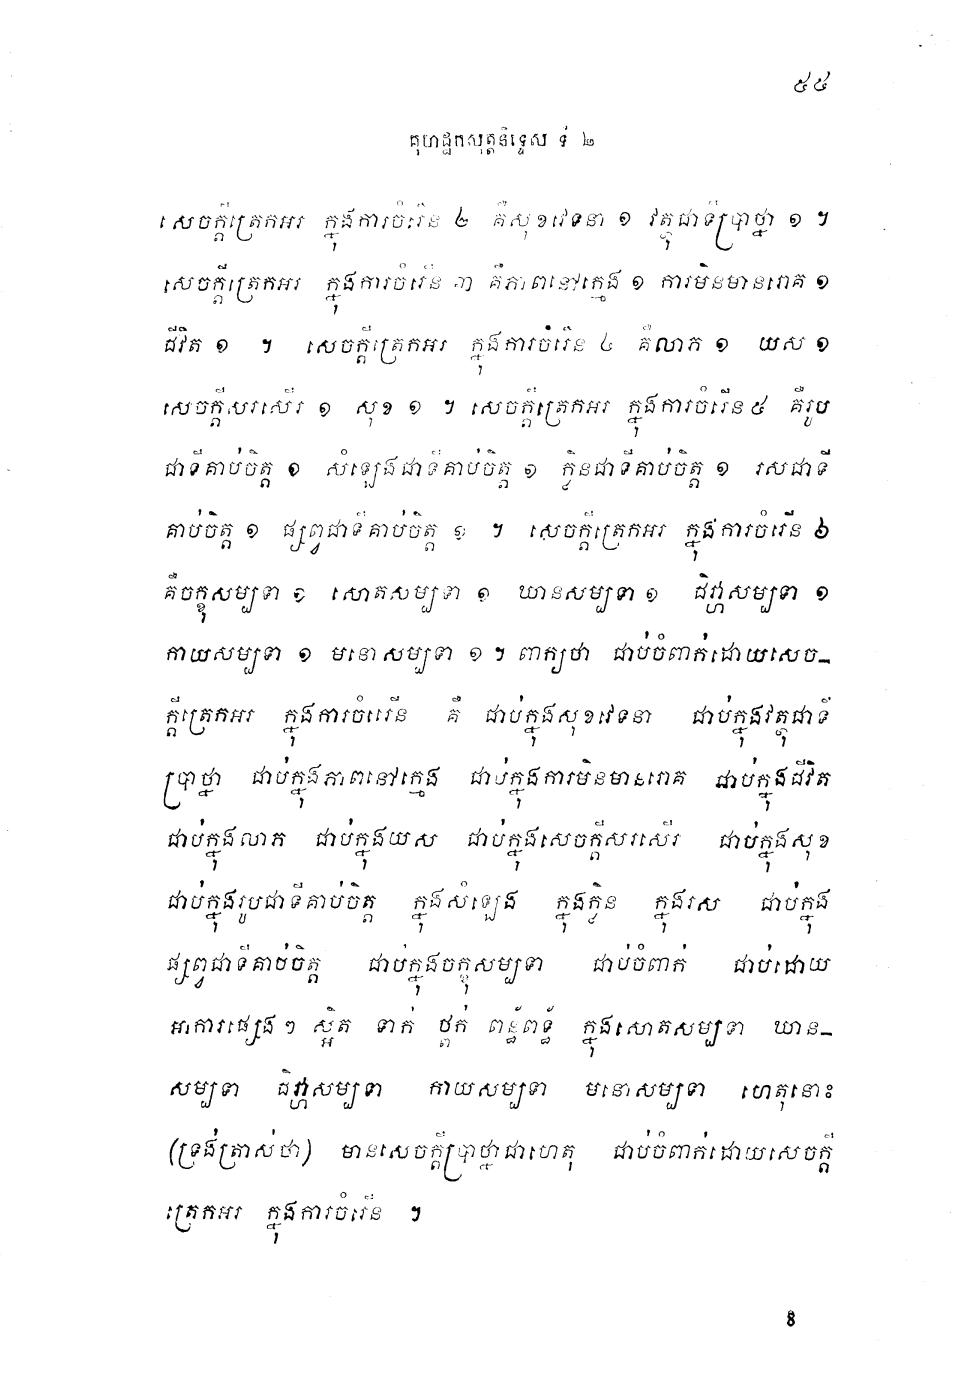 ៥៥
គុហដ្ឋកសុត្តនិទ្ទេស ទី ២
សេចក្តីត្រេកអរ ក្នុងការចំរើន ២ គឺសុខវេទនា ១ វត្ថុជាទីប្រាថ្នា ១ ។
សេចក្តីត្រេកអរ ក្នុងការចំរើន ៣ គឺភាពនៅក្មេង ១ ការមិនមានរោគ ១
ជីវិត ១ ។ សេចក្តីត្រេកអរ ក្នុងការចំរើន ៤ គឺលាភ ១ យស ១
សេចក្តីសរសើរ ១ សុខ ១ ។ សេចក្តីត្រេកអរ ក្នុងការចំរើន ៥ គឺរូប
ជាទីគាប់ចិត្ត ១ សំឡេងជាទីគាប់ចិត្ត ១ ក្លិនជាទីគាប់ចិត្ត ១ រសជាទី
គាប់ចិត្ត ១ ផ្សព្វជាទីគាប់ចិត្ត ១ ។ សេចក្តីត្រេកអរ ក្នុងការចំរើន ៦
គឺចក្ខុសម្បទា ១ សោតសម្បទា ១ ឃានសម្បទា ១ ជិវ្ហាសម្បទា ១
កាយសម្បទា ១ មនោសម្បទា ១ ។ ពាក្យថា ជាប់ចំពាក់ដោយសេច-
ក្តីត្រេកអរ ក្នុងការចំរើន គឺ ជាប់ក្នុងសុខវេទនា ជាប់ក្នុងវត្ថុជាទី
ប្រាថ្នា ជាប់ក្នុងភាពនៅក្មេង ជាប់ក្នុងការមិនមានរោគ ជាប់ក្នុងជីវិត
ជាប់ក្នុងលាភ ជាប់ក្នុងយស ជាប់ក្នុងសេចក្តីសរសើរ ជាប់ក្នុងសុខ
ជាប់ក្នុងរូបជាទីគាប់ចិត្ត ក្នុងសំឡេង ក្នុងក្លិន ក្នុងរស ជាប់ក្នុង
ផ្សព្វជាទីគាប់ចិត្ត ជាប់ក្នុងចក្ខុសម្បទា ជាប់ចំពាក់ ជាប់ដោយ
អាការផ្សេងៗ ស្អិត ទាក់ ថ្ពក់ ពន្ធ័ពទ្ធ័ ក្នុងសោតសម្បទា ឃាន-
សម្បទា ជិវ្ហាសម្បទា កាយសម្បទា មនោសម្បទា ហេតុនោះ
(ទ្រង់ត្រាស់ថា) មានសេចក្តីប្រាថ្នាជាហេតុ ជាប់ចំពាក់ដោយសេចក្តី
ត្រេកអរ ក្នុងការចំរើន ។